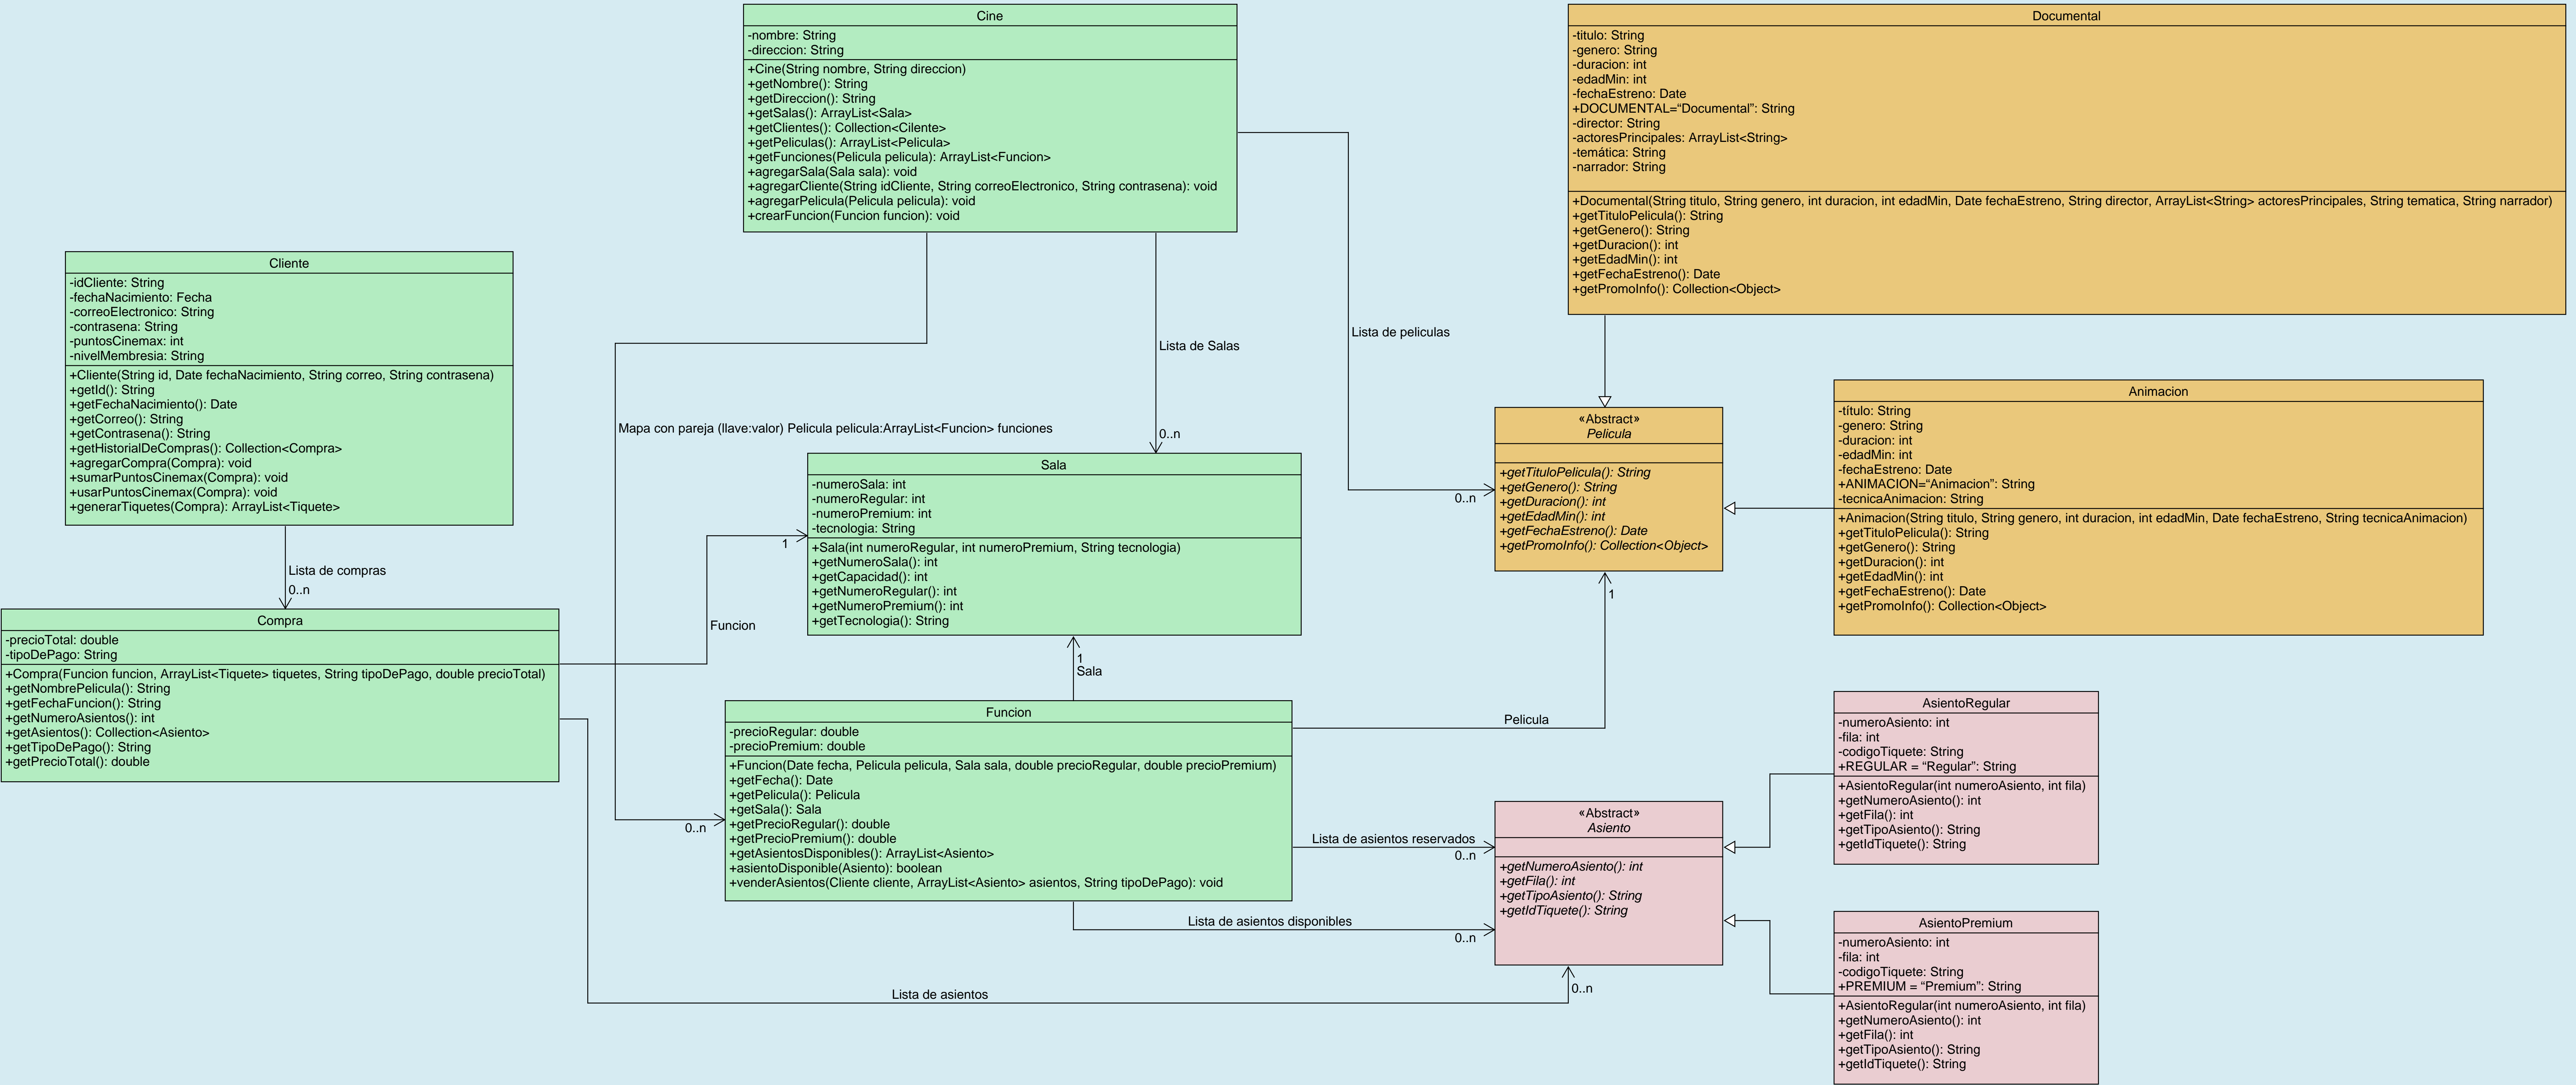 Cine
-nombre: String
-direccion: String
+Cine(String nombre, String direccion)
+getNombre(): String
+getDireccion(): String
+getSalas(): ArrayList<Sala>
+getClientes(): Collection<Cilente>
+getPeliculas(): ArrayList<Pelicula>
+getFunciones(Pelicula pelicula): ArrayList<Funcion>
+agregarSala(Sala sala): void
+agregarCliente(String idCliente, String correoElectronico, String contrasena): void
+agregarPelicula(Pelicula pelicula): void
+crearFuncion(Funcion funcion): void
Documental
-titulo: String
-genero: String
-duracion: int
-edadMin: int
-fechaEstreno: Date
+DOCUMENTAL=“Documental”: String
-director: String
-actoresPrincipales: ArrayList<String>
-temática: String
-narrador: String
+Documental(String titulo, String genero, int duracion, int edadMin, Date fechaEstreno, String director, ArrayList<String> actoresPrincipales, String tematica, String narrador)
+getTituloPelicula(): String
+getGenero(): String
+getDuracion(): int
+getEdadMin(): int
+getFechaEstreno(): Date
+getPromoInfo(): Collection<Object>
Cliente
-idCliente: String
-fechaNacimiento: Fecha
-correoElectronico: String
-contrasena: String
-puntosCinemax: int
-nivelMembresia: String
+Cliente(String id, Date fechaNacimiento, String correo, String contrasena)
+getId(): String
+getFechaNacimiento(): Date
+getCorreo(): String
+getContrasena(): String
+getHistorialDeCompras(): Collection<Compra>
+agregarCompra(Compra): void
+sumarPuntosCinemax(Compra): void
+usarPuntosCinemax(Compra): void
+generarTiquetes(Compra): ArrayList<Tiquete>
Lista de peliculas
0..n
Lista de Salas
0..n
Mapa con pareja (llave:valor) Pelicula pelicula:ArrayList<Funcion> funciones
0..n
«Abstract»
Pelicula
+getTituloPelicula(): String
+getGenero(): String
+getDuracion(): int
+getEdadMin(): int
+getFechaEstreno(): Date
+getPromoInfo(): Collection<Object>
Animacion
-título: String
-genero: String
-duracion: int
-edadMin: int
-fechaEstreno: Date
+ANIMACION=“Animacion”: String
-tecnicaAnimacion: String
+Animacion(String titulo, String genero, int duracion, int edadMin, Date fechaEstreno, String tecnicaAnimacion)
+getTituloPelicula(): String
+getGenero(): String
+getDuracion(): int
+getEdadMin(): int
+getFechaEstreno(): Date
+getPromoInfo(): Collection<Object>
Sala
-numeroSala: int
-numeroRegular: int
-numeroPremium: int
-tecnologia: String
+Sala(int numeroRegular, int numeroPremium, String tecnologia)
+getNumeroSala(): int
+getCapacidad(): int
+getNumeroRegular(): int
+getNumeroPremium(): int
+getTecnologia(): String
Lista de compras
0..n
Compra
-precioTotal: double
-tipoDePago: String
+Compra(Funcion funcion, ArrayList<Tiquete> tiquetes, String tipoDePago, double precioTotal)
+getNombrePelicula(): String
+getFechaFuncion(): String
+getNumeroAsientos(): int
+getAsientos(): Collection<Asiento>
+getTipoDePago(): String
+getPrecioTotal(): double
1
Funcion
1
Sala
1
Pelicula
Funcion
-precioRegular: double
-precioPremium: double
+Funcion(Date fecha, Pelicula pelicula, Sala sala, double precioRegular, double precioPremium)
+getFecha(): Date
+getPelicula(): Pelicula
+getSala(): Sala
+getPrecioRegular(): double
+getPrecioPremium(): double
+getAsientosDisponibles(): ArrayList<Asiento>
+asientoDisponible(Asiento): boolean
+venderAsientos(Cliente cliente, ArrayList<Asiento> asientos, String tipoDePago): void
Lista de asientos reservados
0..n
Lista de asientos disponibles
0..n
Lista de asientos
0..n
«Abstract»
Asiento
+getNumeroAsiento(): int
+getFila(): int
+getTipoAsiento(): String
+getIdTiquete(): String
AsientoRegular
-numeroAsiento: int
-fila: int
-codigoTiquete: String
+REGULAR = “Regular”: String
+AsientoRegular(int numeroAsiento, int fila)
+getNumeroAsiento(): int
+getFila(): int
+getTipoAsiento(): String
+getIdTiquete(): String
AsientoPremium
-numeroAsiento: int
-fila: int
-codigoTiquete: String
+PREMIUM = “Premium”: String
+AsientoRegular(int numeroAsiento, int fila)
+getNumeroAsiento(): int
+getFila(): int
+getTipoAsiento(): String
+getIdTiquete(): String